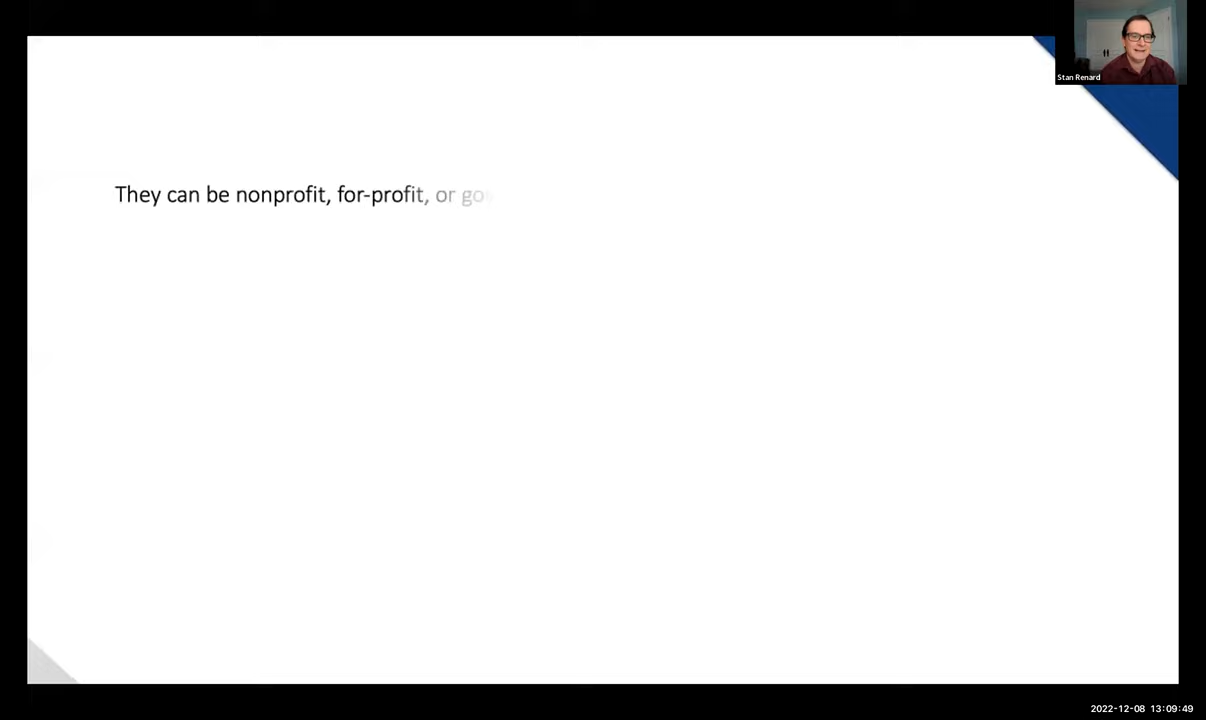 Stan Renard
They can be nonprofit, for-profit, or
2022-12-08 13:09:49